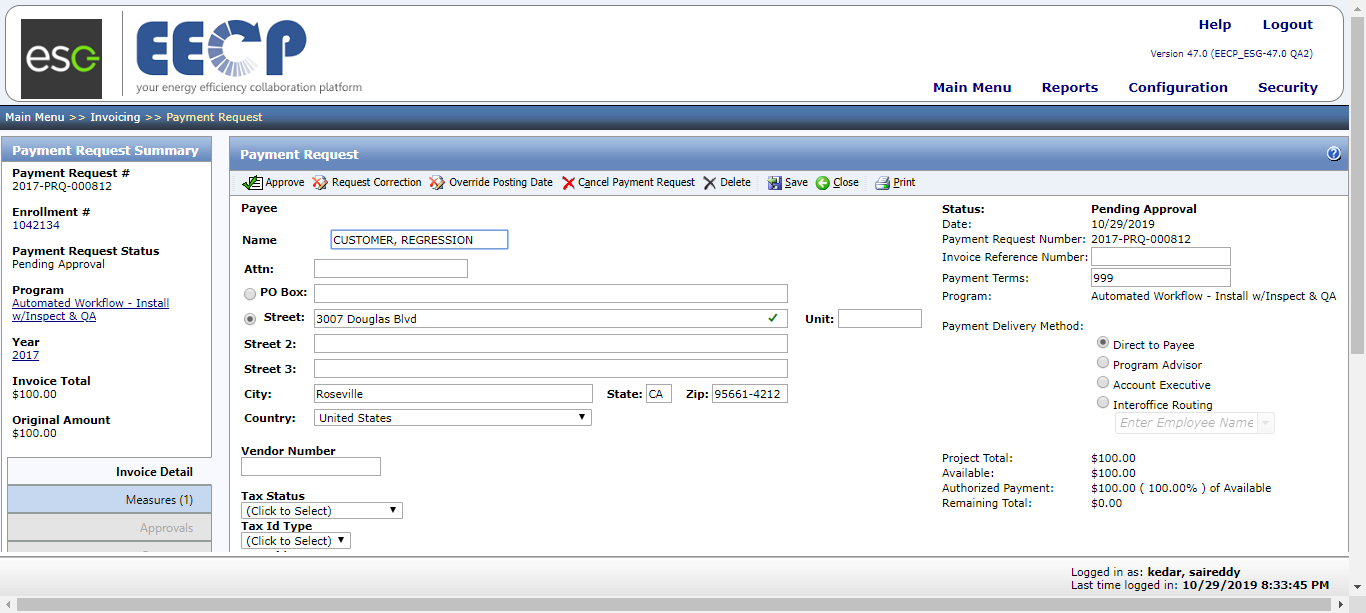 esg
EECP
your energy efficiency collaboration platform
Help Logout
Version 47.0 (EECP_ESG-47.0 QA2)
Main Menu Reports Configuration Security
Main Menu >> Invoicing >> Payment Request
Payment Request Summary
Payment Request #
2017-PRQ-000812
Enrollment #
1042134
Payment Request Status
Pending Approval
Program
Automated Workflow - Install
w/Inspect & QA
Year
2017
Invoice Total
$100.00
Original Amount
$100.00
Invoice Detail
Measures (1)
Approvals
Payment Request
Approve Request Correction Override Posting Date Cancel Payment Request Delete Save Close Print
Payee
Name CUSTOMER, REGRESSION
Attn:
PO Box:
Street: 3007 Douglas Blvd Unit:
Street 2:
Street 3:
City: Roseville State: CA Zip: 95661-4212
Country: United States
Vendor Number
Tax Status
(Click to Select)
Tax Id Type
(Click to Select)
Status: Pending Approval
Date: 10/29/2019
Payment Request Number: 2017-PRQ-000812
Invoice Reference Number:
Payment Terms: 999
Program: Automated Workflow - Install w/Inspect & QA
Payment Delivery Method:
Direct to Payee
Program Advisor
Account Executive
Interoffice Routing
Enter Employee Name
Project Total: $100.00
Available: $100.00
Authorized Payment: $100.00 ( 100.00% ) of Available
Remaining Total: $0.00
Logged in as: kedar, saireddy
Last time logged in: 10/29/2019 8:33:45 PM